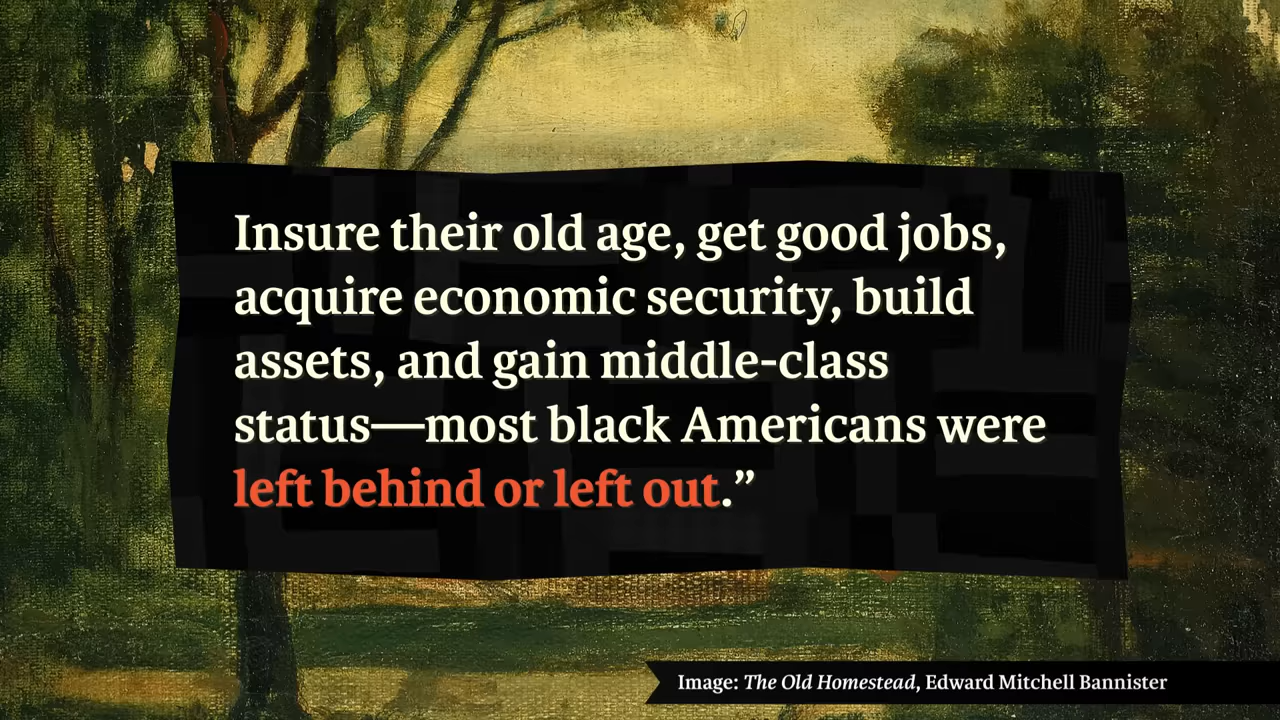 Insure their old age, get good jobs,
acquire economic security, build
assets, and gain middle-class
status—most black Americans were
left behind or left out.”
Image: The Old Homestead, Edward Mitchell Bannister